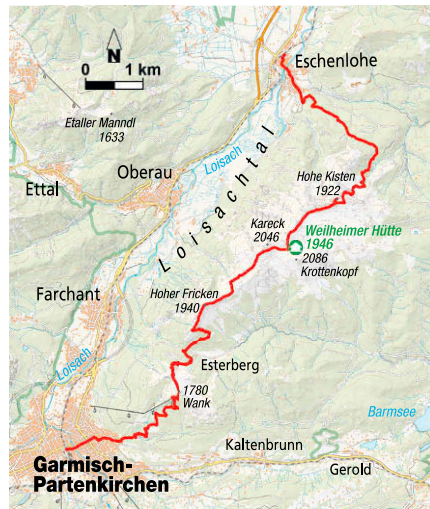 N
0 1 km
Eschenlohe
Etaller Manndl
1633
Loisach
Oberau
Loisachtal
Ettal
Hohe Kisten
1922
Kareck
2046
Weilheimer Hütte
1946
2086
Krottenkopf
Farchant
Hoher Fricken
1940
Loisach
Esterberg
1780
Wank
Barmsee
Kaltenbrunn
Gerold
Garmisch-
Partenkirchen